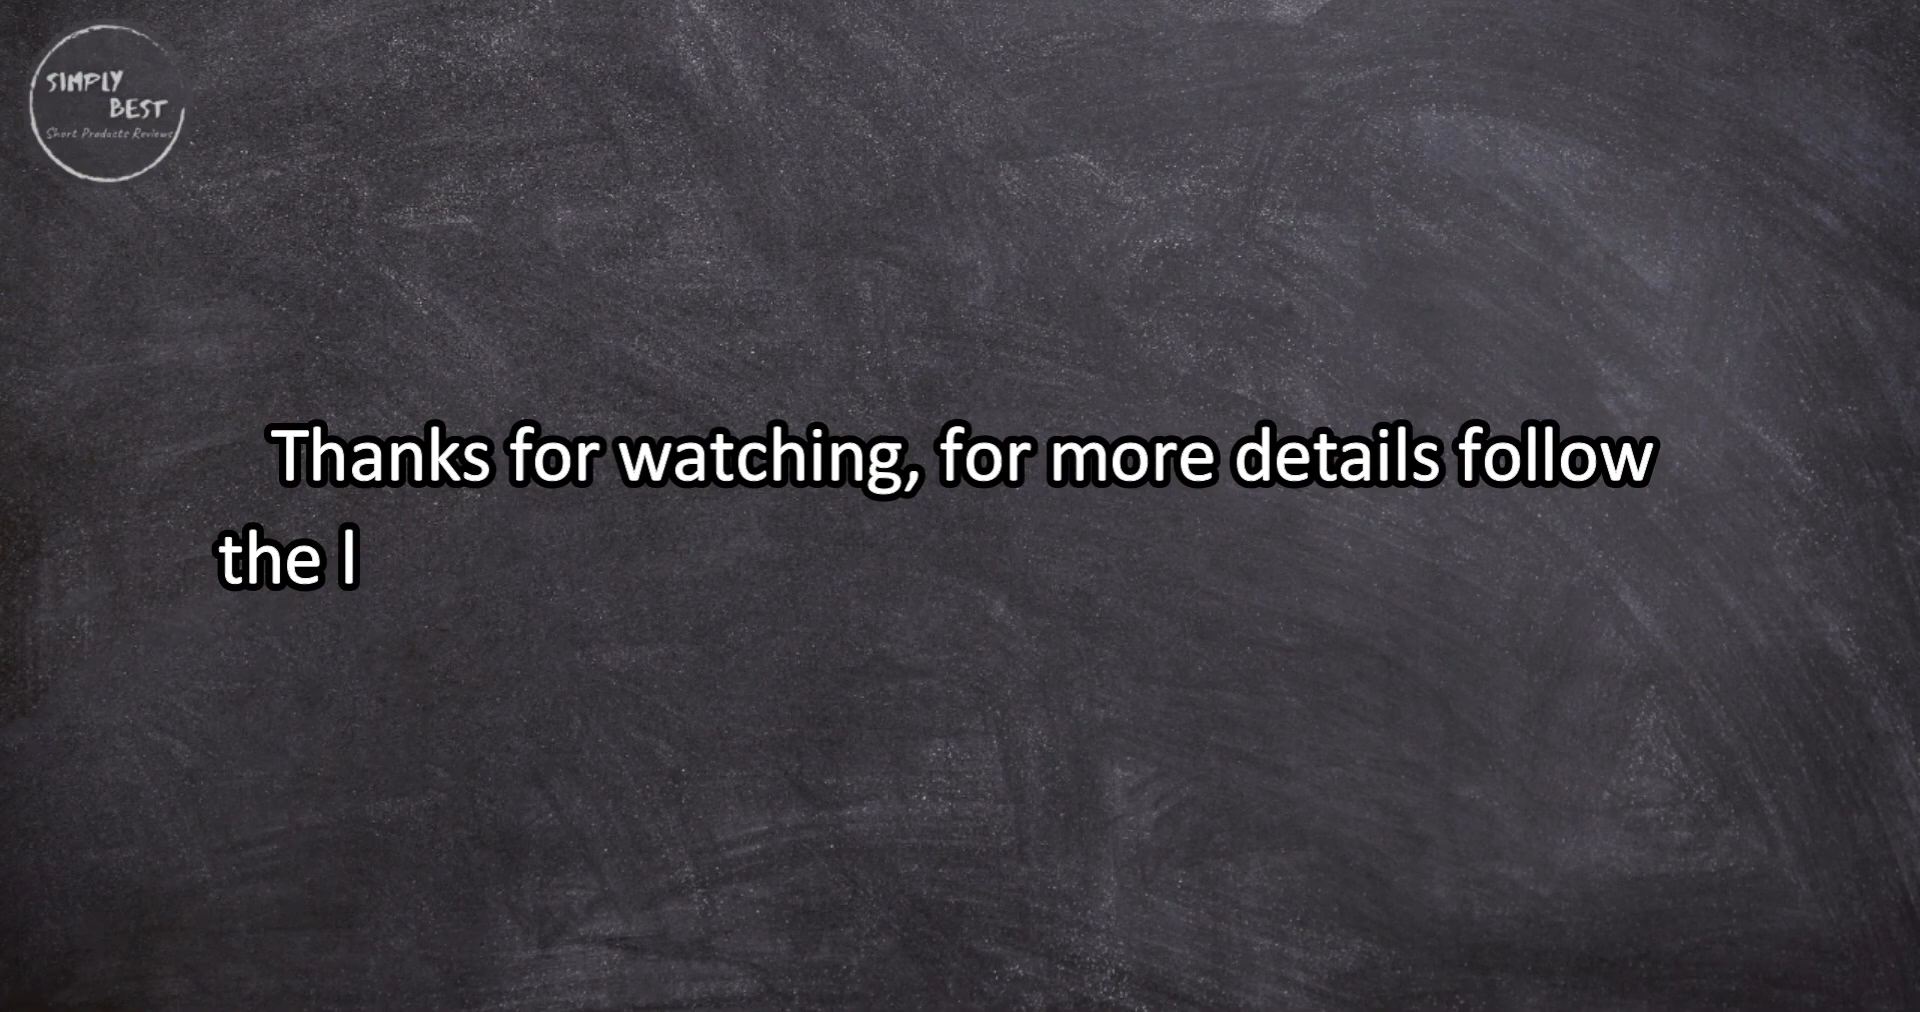 SIMPLY
BEST
Short Products Reviews
Thanks for watching, for more details follow
the l